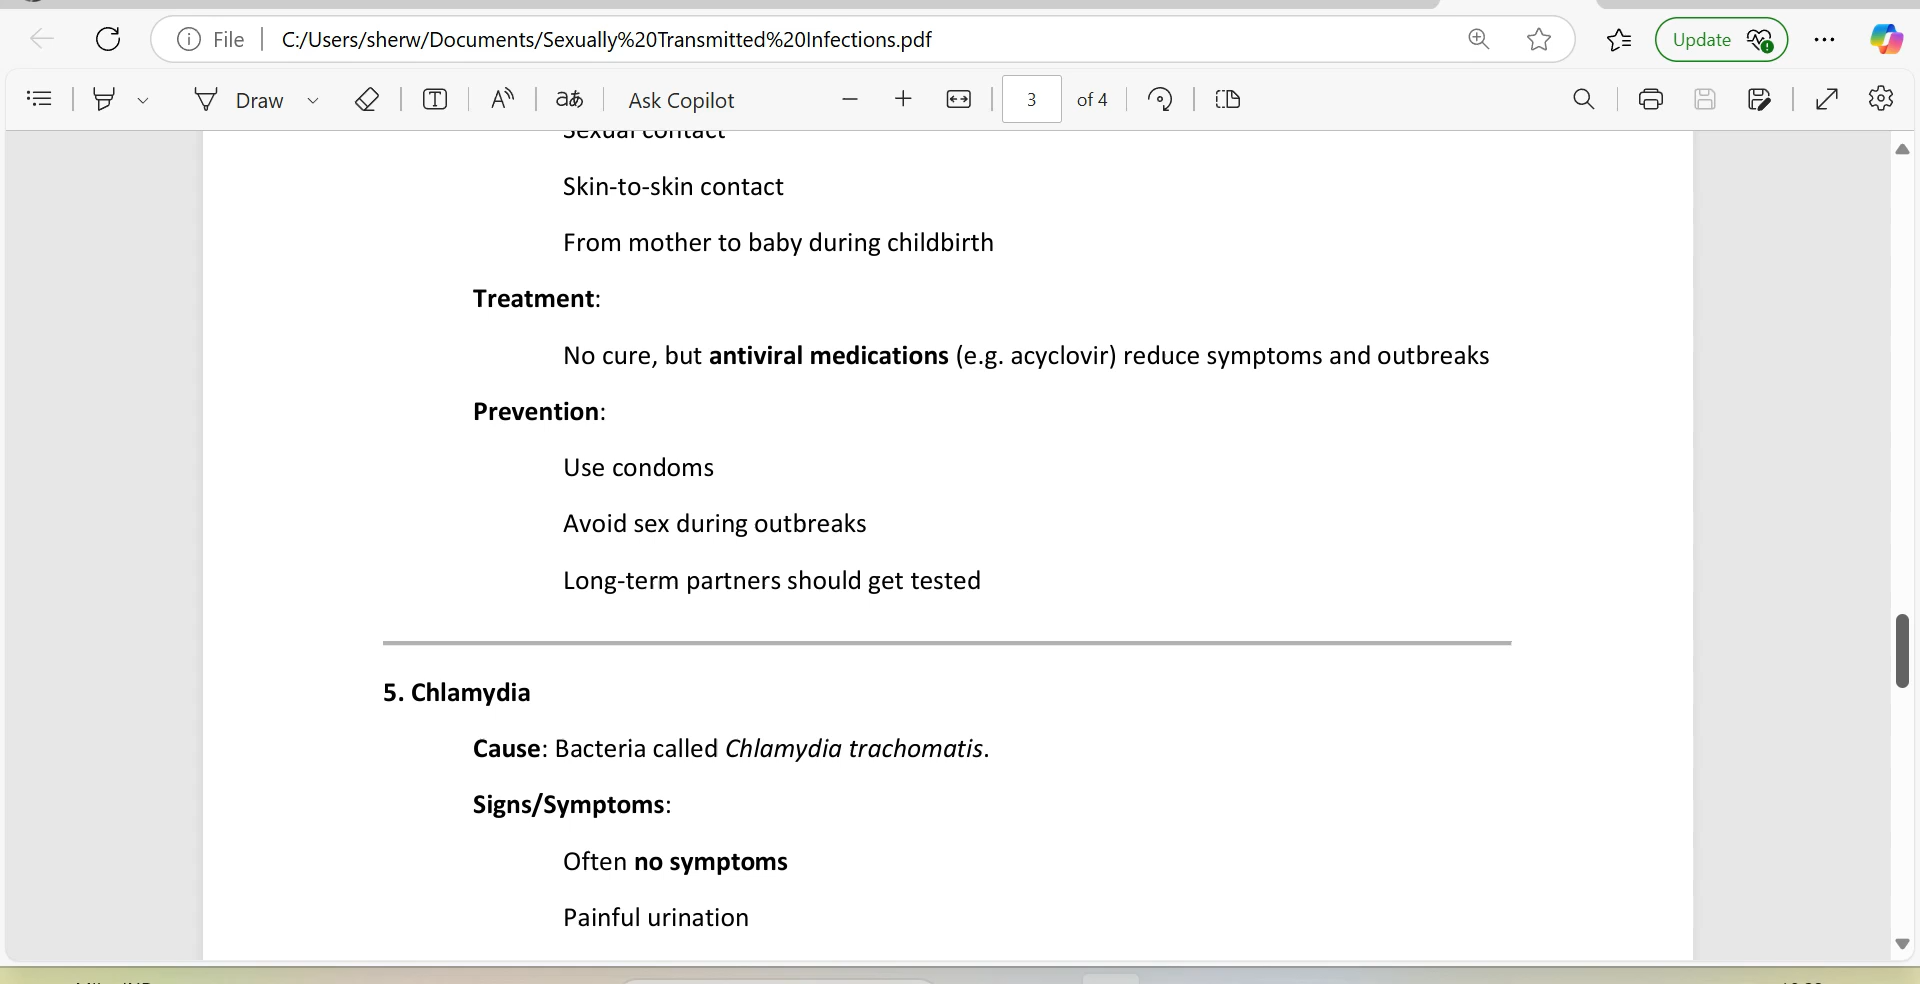 File
C:/Users/sherw/Documents/Sexually%20Transmitted%20Infections.pdf
Update
Draw
Ask Copilot
3 of 4
Sexual contact
Skin-to-skin contact
From mother to baby during childbirth
Treatment:
No cure, but antiviral medications (e.g. acyclovir) reduce symptoms and outbreaks
Prevention:
Use condoms
Avoid sex during outbreaks
Long-term partners should get tested
5. Chlamydia
Cause: Bacteria called Chlamydia trachomatis.
Signs/Symptoms:
Often no symptoms
Painful urination